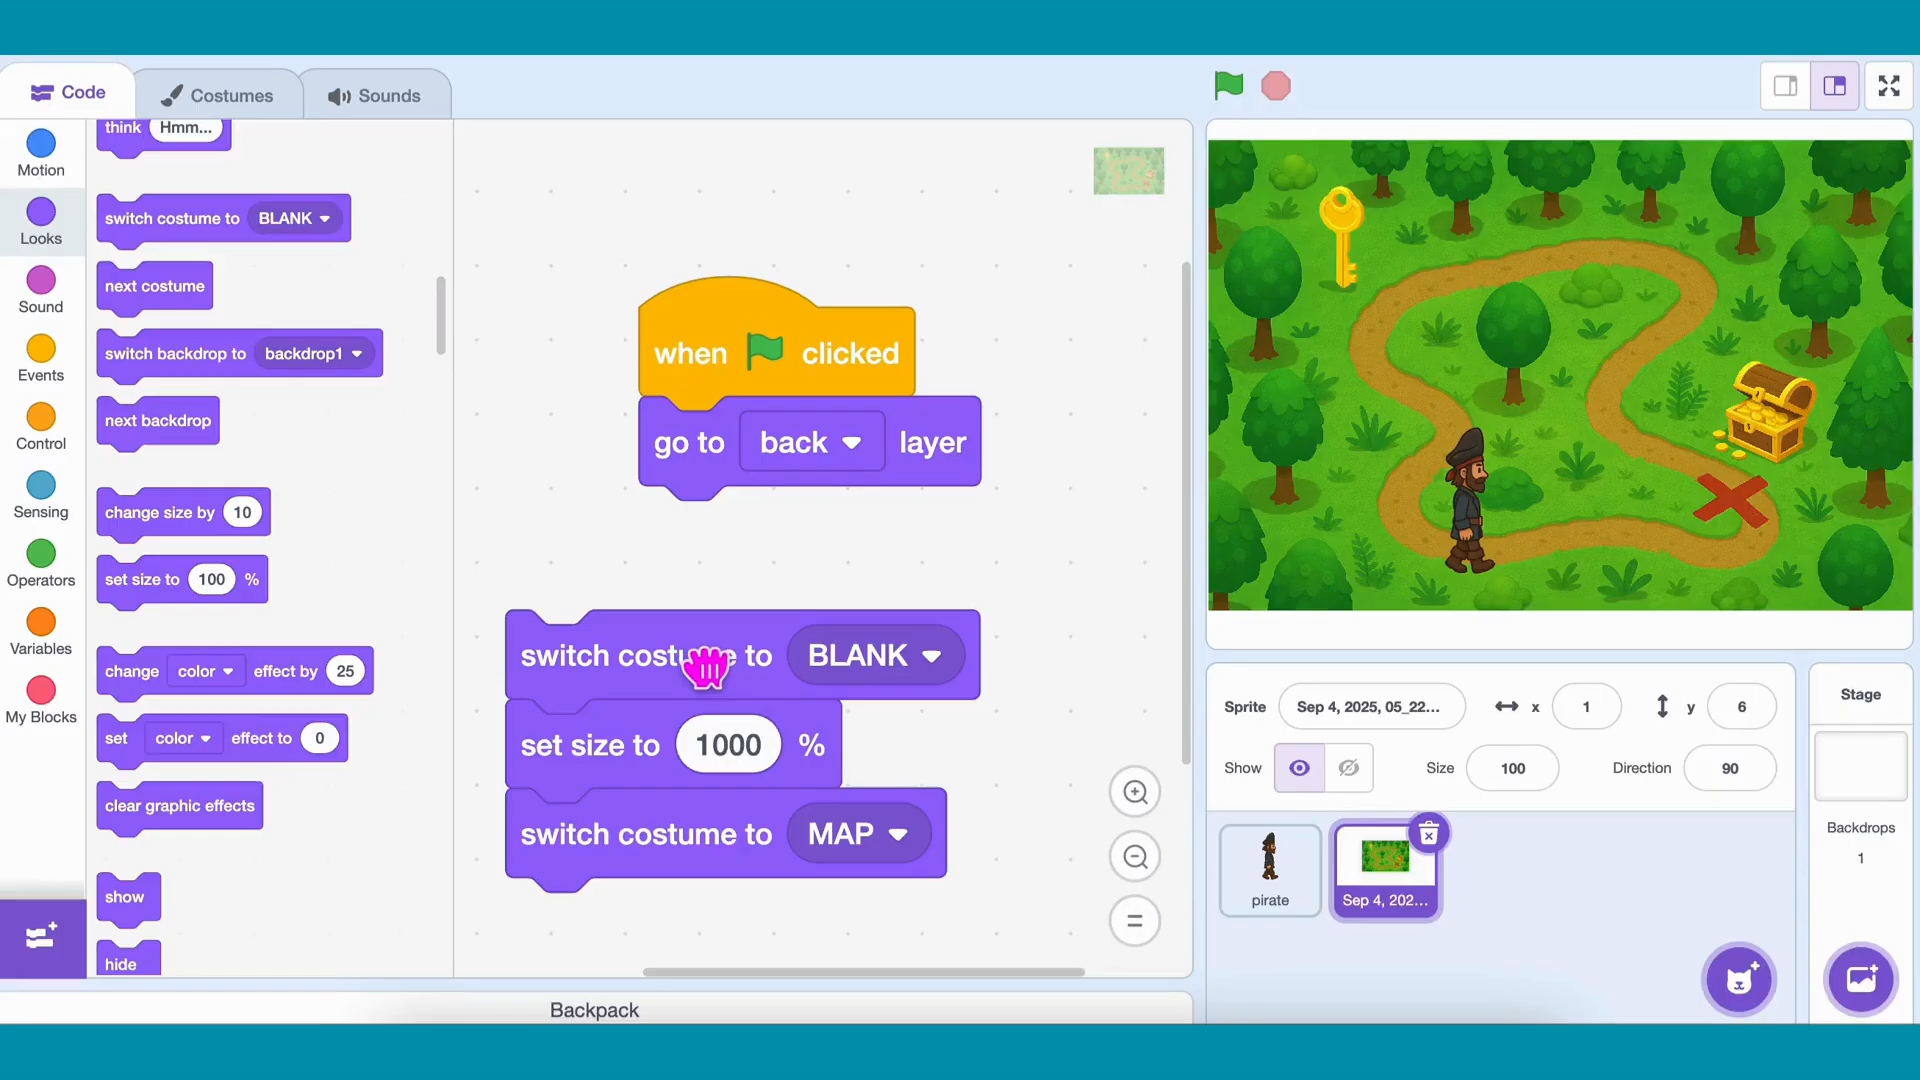 Code
Costumes
Sounds
Motion
Looks
Sound
Events
Control
Sensing
Operators
Variables
My Blocks
think Hmm...
switch costume to BLANK
next costume
switch backdrop to backdrop1
next backdrop
change size by 10
set size to 100 %
change color effect by 25
set color effect to 0
clear graphic effects
show
hide
when clicked
go to back layer
switch costume to BLANK
set size to 1000 %
switch costume to MAP
Backpack
Sprite Sep 4, 2025, 05_22... x 1 y 6
Show Size 100 Direction 90
pirate
Sep 4, 202...
Stage
Backdrops
1